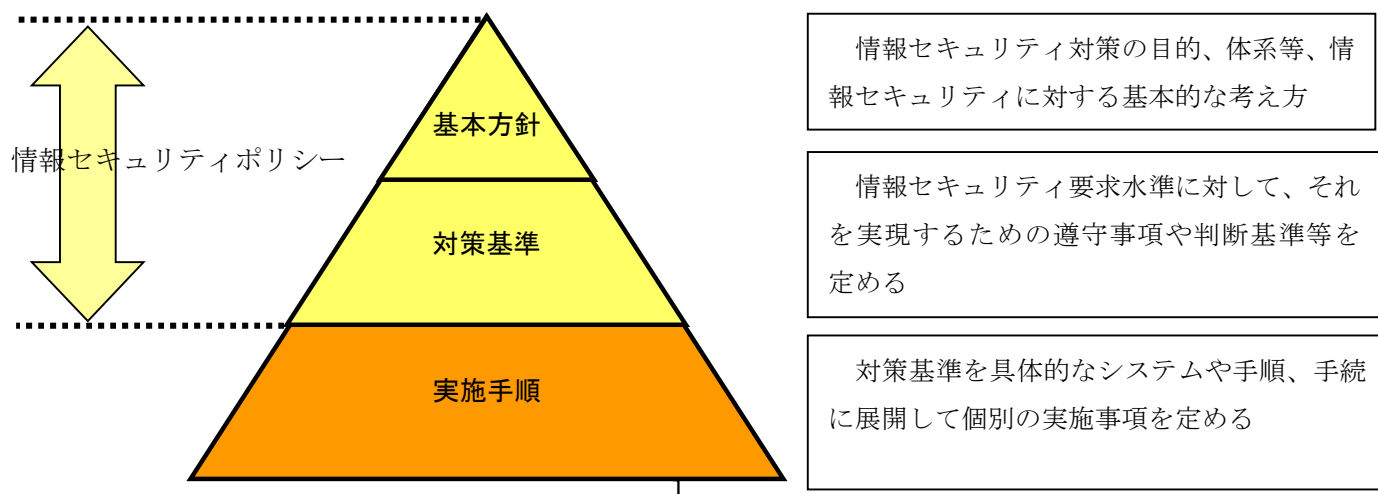 情報セキュリティポリシー
基本方針
対策基準
実施手順
情報セキュリティ対策の目的、体系等、情
報セキュリティに対する基本的な考え方
情報セキュリティ要求水準に対して、それ
を実現するための遵守事項や判断基準等を
定める
対策基準を具体的なシステムや手順、手続
に展開して個別の実施事項を定める